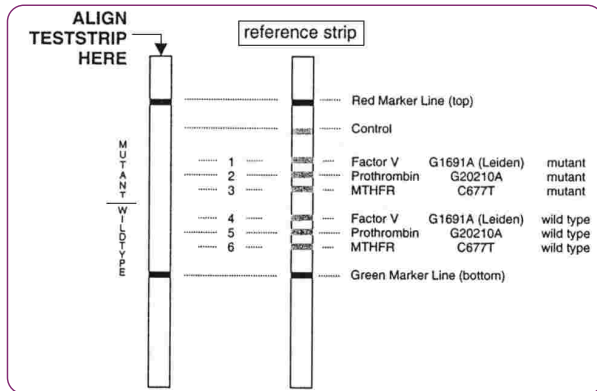 ALIGN
TESTSTRIP
HERE
reference strip
Red Marker Line (top)
Control
1 Factor V G1691A (Leiden) mutant
2 Prothrombin G20210A mutant
3 MTHFR C677T mutant
4 Factor V G1691A (Leiden) wild type
5 Prothrombin G20210A wild type
6 MTHFR C677T wild type
Green Marker Line (bottom)
MUTANT
WILDTYPE